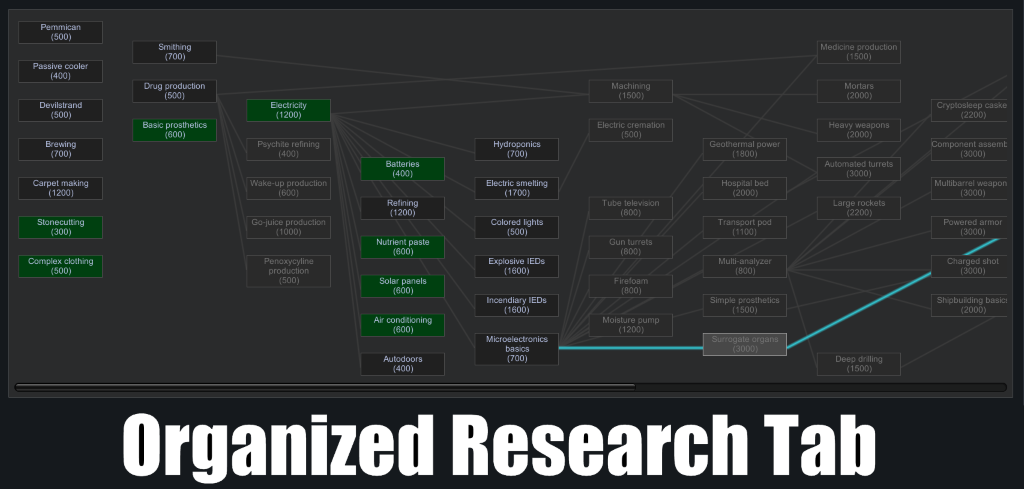 Pemmican
(500)
Passive cooler
(400)
Devilstrand
(500)
Brewing
(700)
Carpet making
(1200)
Stonecutting
(300)
Complex clothing
(500)
Smithing
(700)
Drug production
(500)
Basic prosthetics
(600)
Electricity
(1200)
Psychite refining
(400)
Wake-up production
(600)
Go-juice production
(1000)
Penoxycyline
production
(500)
Batteries
(400)
Refining
(1200)
Nutrient paste
(600)
Solar panels
(600)
Air conditioning
(600)
Autodoors
(400)
Hydroponics
(700)
Electric smelting
(1700)
Colored lights
(500)
Explosive IEDs
(1600)
Incendiary IEDs
(1600)
Microelectronics
basics
(700)
Machining
(1500)
Electric cremation
(500)
Tube television
(800)
Gun turrets
(600)
Firefoam
(800)
Moisture pump
(1200)
Geothermal power
(1800)
Hospital bed
(2000)
Transport pod
(1100)
Multi-analyzer
(800)
Simple prosthetics
(1500)
Surrogate organs
(3000)
Medicine production
(1500)
Mortars
(2000)
Heavy weapons
(2000)
Automated turrets
(3000)
Large rockets
(2200)
Deep drilling
(1500)
Cryptosleep caske
(2200)
Component assemb
(3000)
Multibarrel weapon
(3000)
Powered armor
(3000)
Charged shot
(3000)
Shipbuilding basics
(2000)
Organized Research Tab